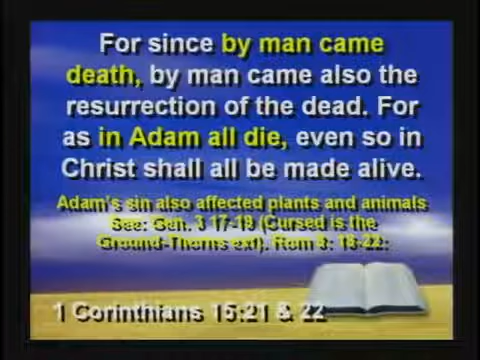 For since by man came
death, by man came also the
resurrection of the dead. For
as in Adam all die, even so in
Christ shall all be made alive.
Adam's sin also affected plants and animals
See: Gen. 3 17-19 (Cursed is the
Ground-Thorns ext). Rom 8: 18-22:
1 Corinthians 15:21 & 22